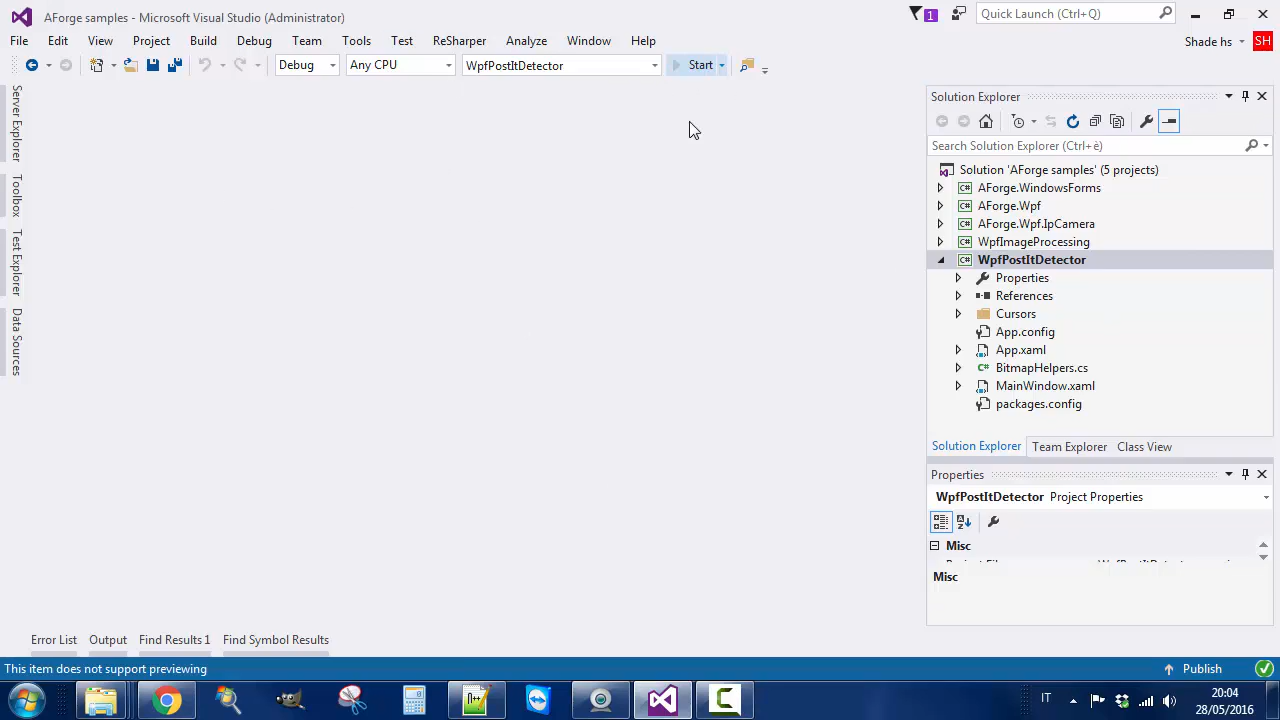 AForge samples - Microsoft Visual Studio (Administrator)
1
Quick Launch (Ctrl+Q)
File Edit View Project Build Debug Team Tools Test ReSharper Analyze Window Help
Shade hs
SH
Debug Any CPU WpfPostItDetector Start
Server Explorer
Toolbox
Test Explorer
Data Sources
Solution Explorer
Search Solution Explorer (Ctrl+è)
Solution 'AForge samples' (5 projects)
C# AForge.WindowsForms
C# AForge.Wpf
C# AForge.Wpf.IpCamera
C# WpfImageProcessing
C# WpfPostItDetector
Properties
References
Cursors
App.config
App.xaml
C# BitmapHelpers.cs
MainWindow.xaml
packages.config
Solution Explorer Team Explorer Class View
Properties
WpfPostItDetector Project Properties
Misc
Misc
Error List Output Find Results 1 Find Symbol Results
This item does not support previewing
Publish
IT
20:04
28/05/2016